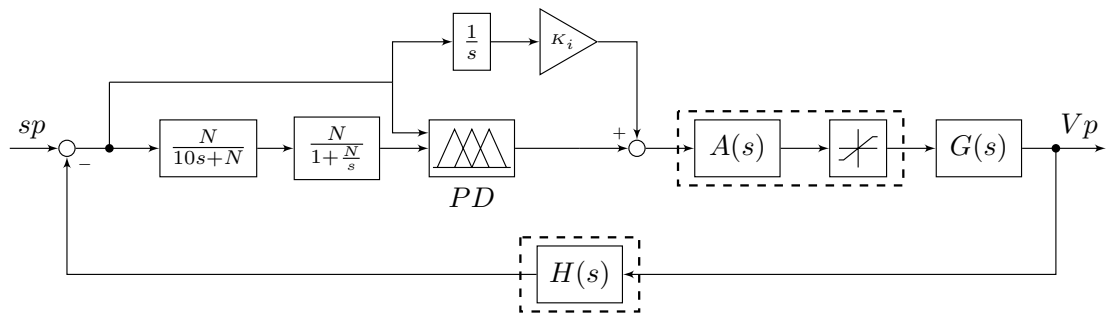 1/s
K_i
sp
N/(10s+N)
N/(1+N/s)
+
A(s)
G(s)
Vp
−
PD
H(s)